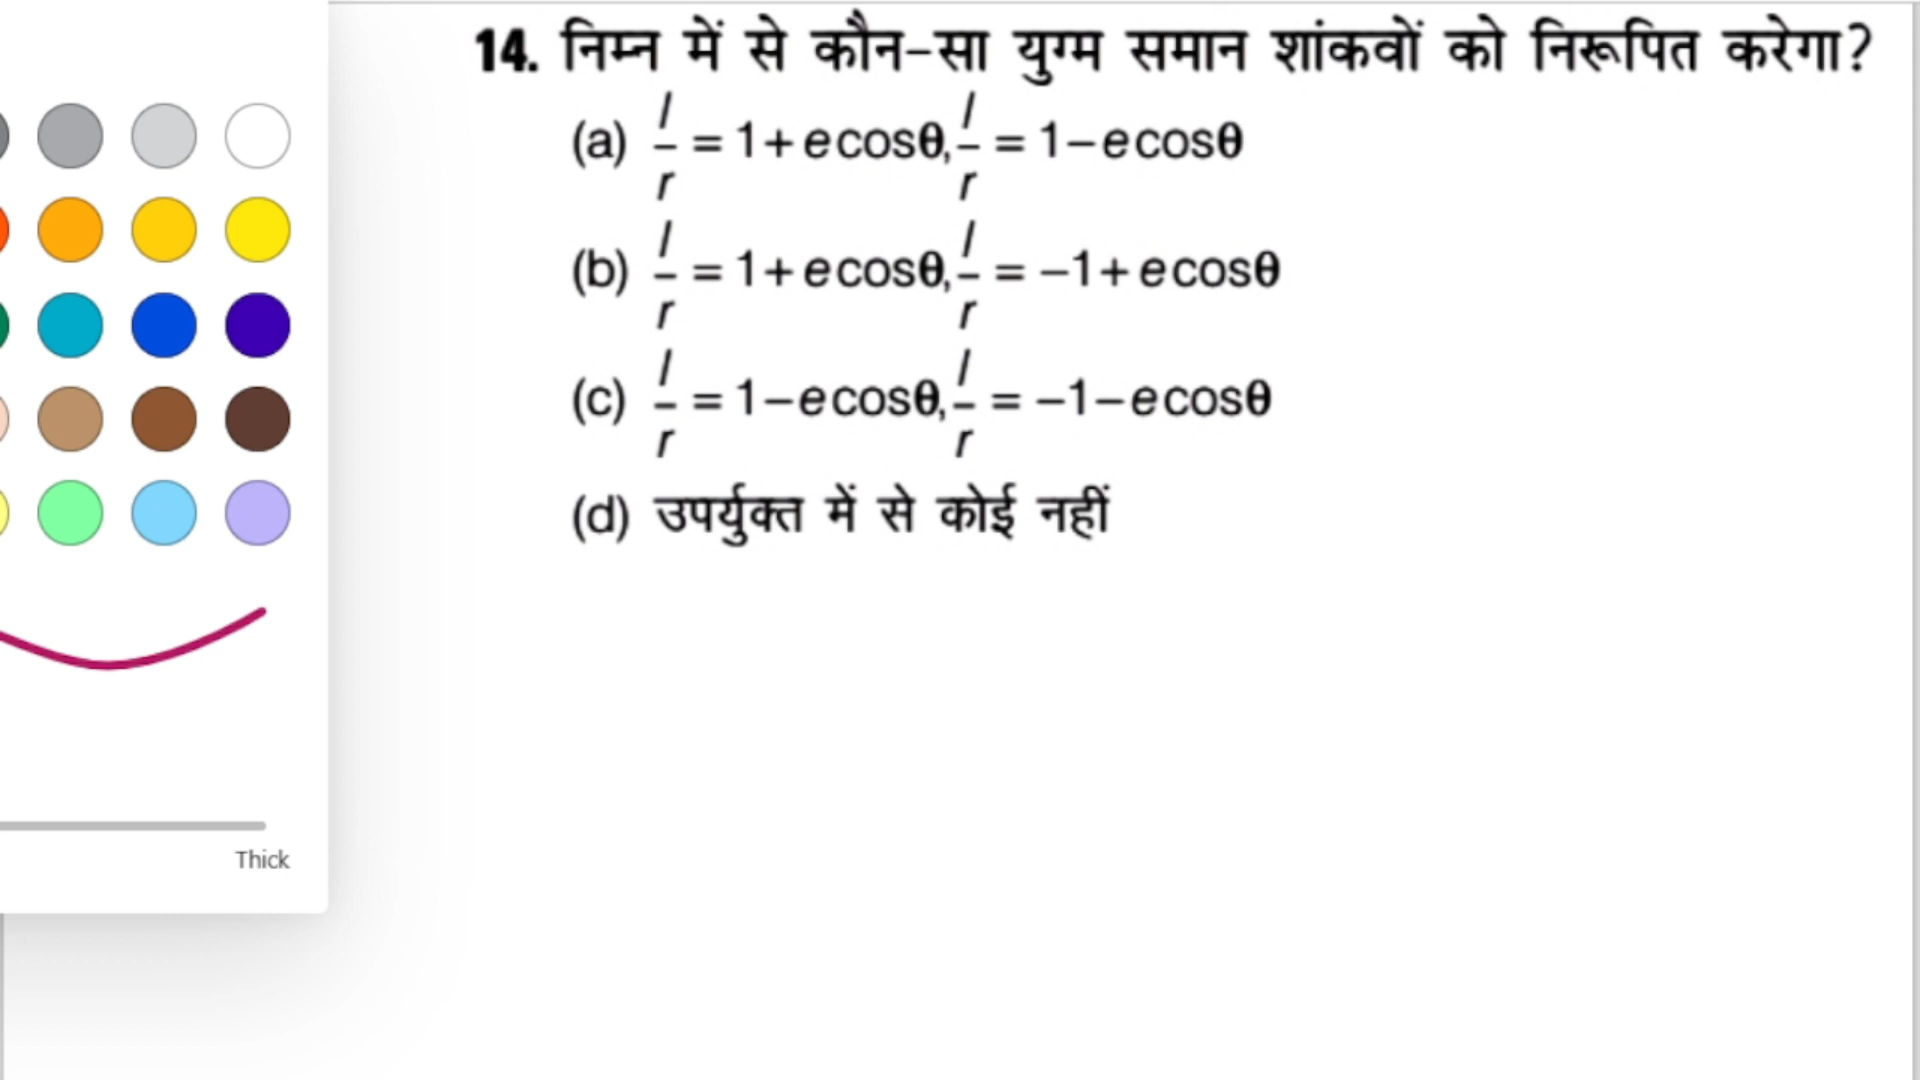 14. निम्न में से कौन-सा युग्म समान शांकवों को निरूपित करेगा?
(a) l/r = 1+ecosθ, l/r = 1−ecosθ
(b) l/r = 1+ecosθ, l/r = −1+ecosθ
(c) l/r = 1−ecosθ, l/r = −1−ecosθ
(d) उपर्युक्त में से कोई नहीं
Thick